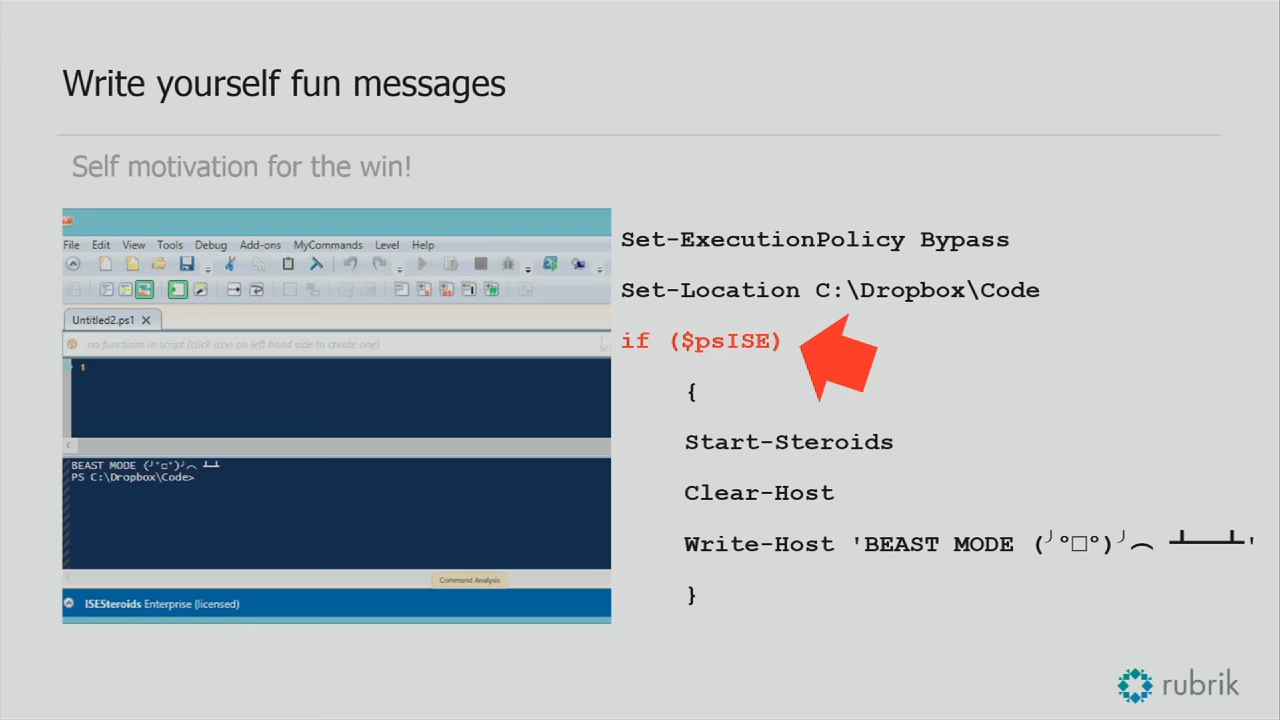 Write yourself fun messages
Self motivation for the win!
File Edit View Tools Debug Add-ons MyCommands Level Help
Untitled2.ps1
no functions in script (click icon on left hand side to create one)
1
BEAST MODE (╯°□°)╯︵ ┻┻
PS C:\Dropbox\Code>
Command Analysis
ISESteroids Enterprise (licensed)
Set-ExecutionPolicy Bypass
Set-Location C:\Dropbox\Code
if ($psISE)
{
Start-Steroids
Clear-Host
Write-Host 'BEAST MODE (╯°□°)╯︵ ┻━┻'
}
rubrik